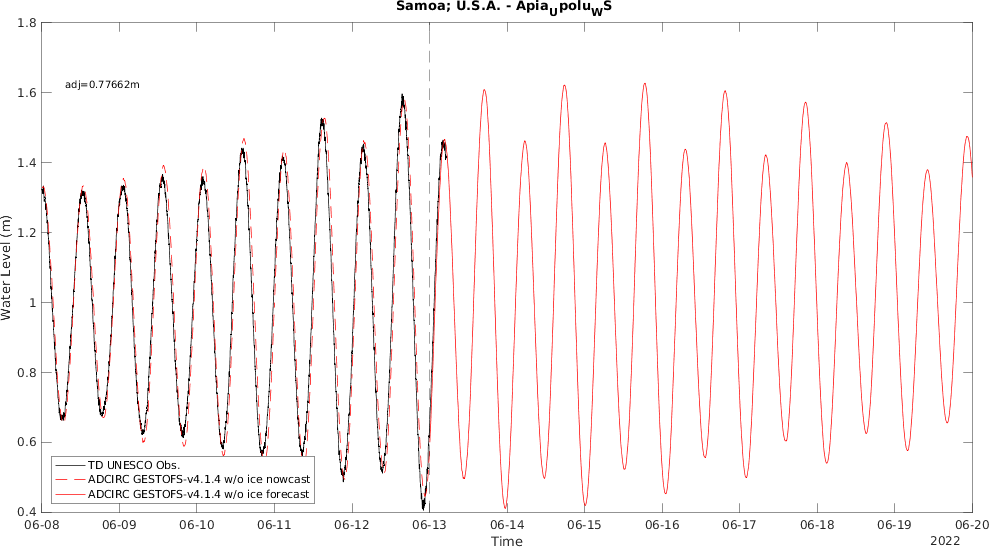 Samoa; U.S.A. - ApiaUpoluWS
1.8
1.6
1.4
1.2
1
0.8
0.6
0.4
Water Level (m)
adj=0.77662m
TD UNESCO Obs.
ADCIRC GESTOFS-v4.1.4 w/o ice nowcast
ADCIRC GESTOFS-v4.1.4 w/o ice forecast
06-08 06-09 06-10 06-11 06-12 06-13 06-14 06-15 06-16 06-17 06-18 06-19 06-20
Time
2022